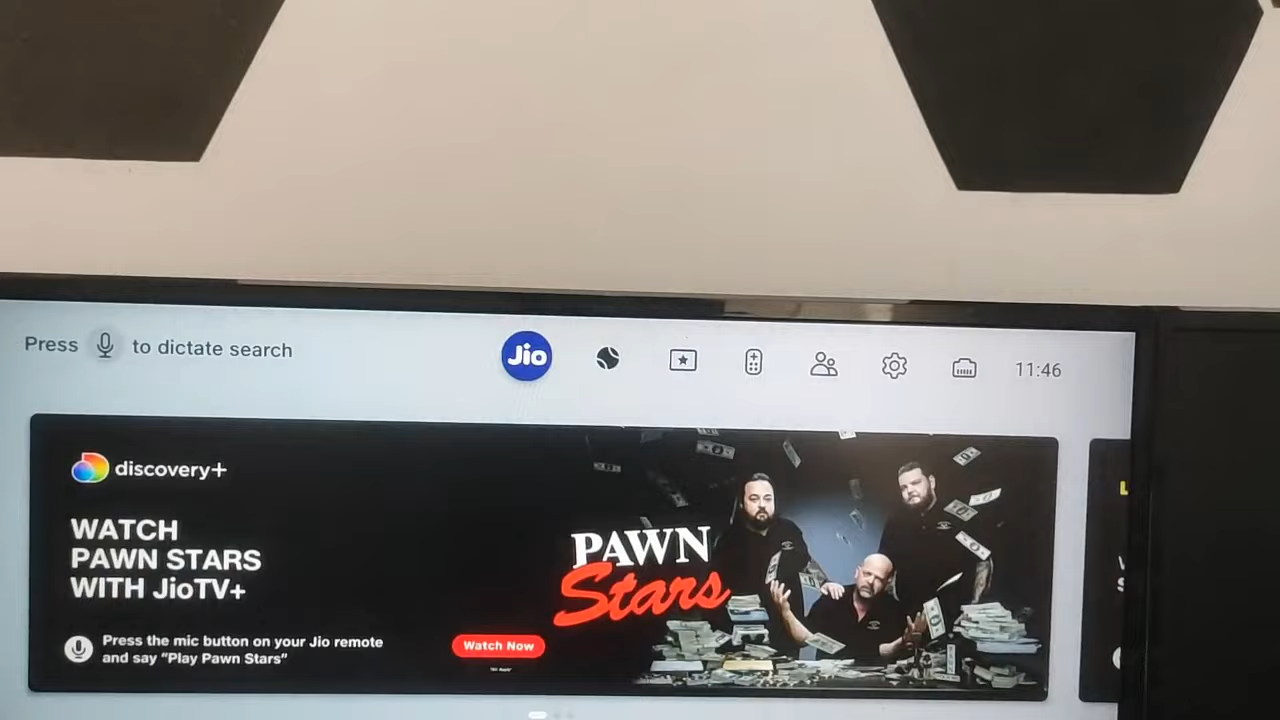 Press to dictate search
Jio
11:46
discovery+
WATCH
PAWN STARS
WITH JioTV+
Press the mic button on your Jio remote
and say "Play Pawn Stars"
Watch Now
PAWN
Stars